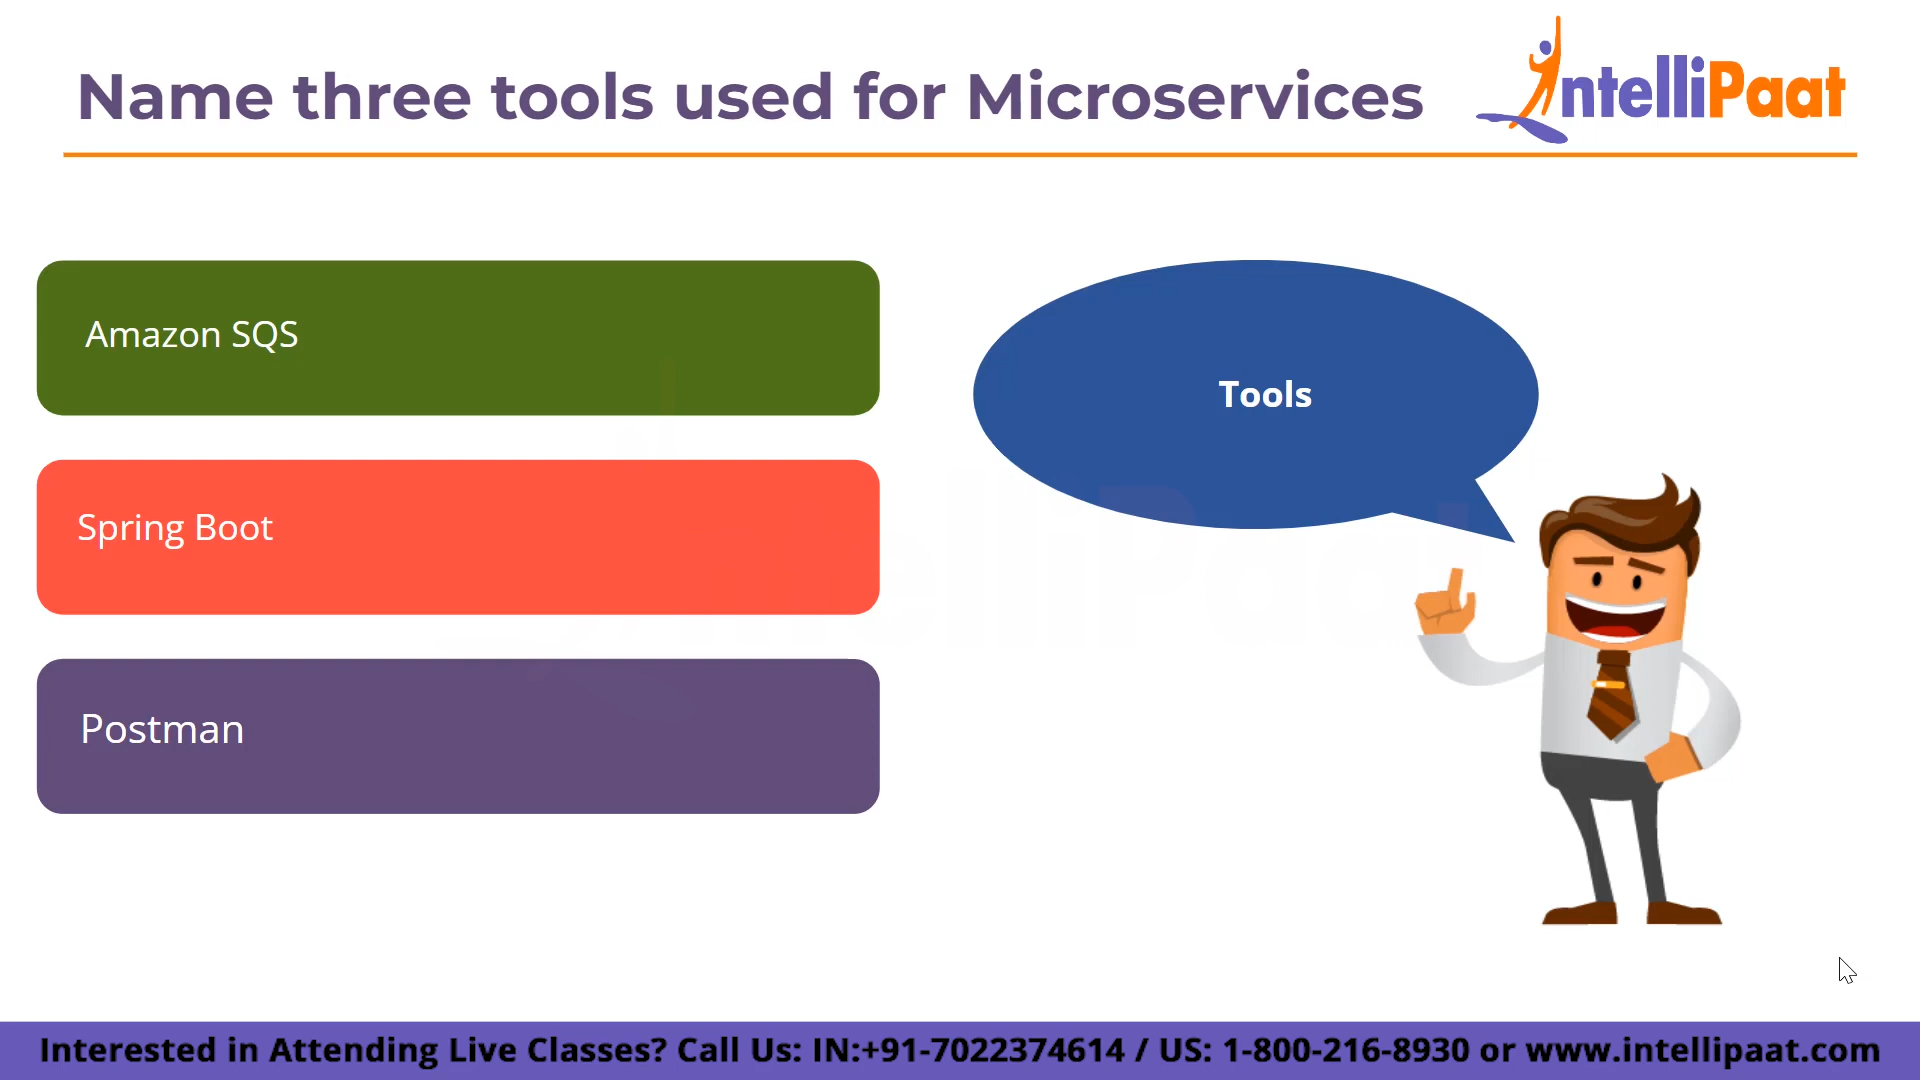 Name three tools used for Microservices
IntelliPaat
Amazon SQS
Tools
Spring Boot
Postman
Interested in Attending Live Classes? Call Us: IN:+91-7022374614 / US: 1-800-216-8930 or www.intellipaat.com